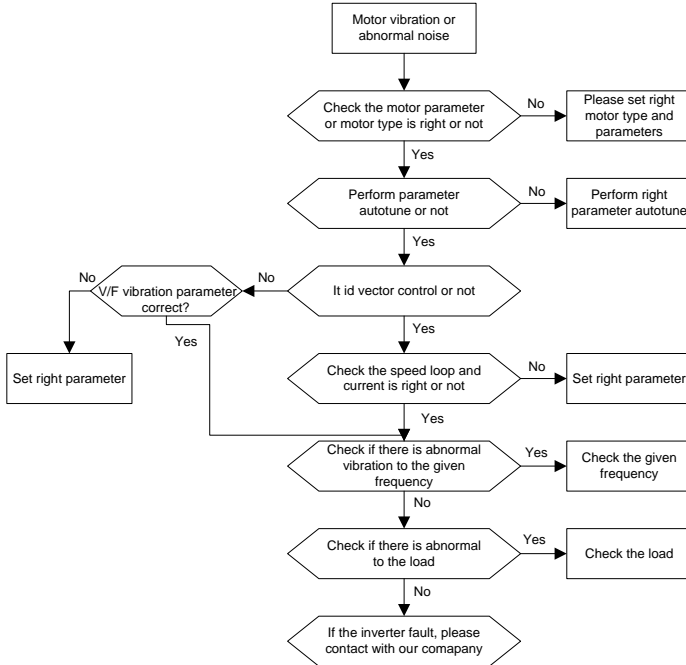 Motor vibration or
abnormal noise
Check the motor parameter
or motor type is right or not
No
Please set right
motor type and
parameters
Yes
Perform parameter
autotune or not
No
Perform right
parameter autotune
Yes
It id vector control or not
No
V/F vibration parameter
correct?
No
Set right parameter
Yes
Yes
Check the speed loop and
current is right or not
No
Set right parameter
Yes
Check if there is abnormal
vibration to the given
frequency
Yes
Check the given
frequency
No
Check if there is abnormal
to the load
Yes
Check the load
No
If the inverter fault, please
contact with our comapany